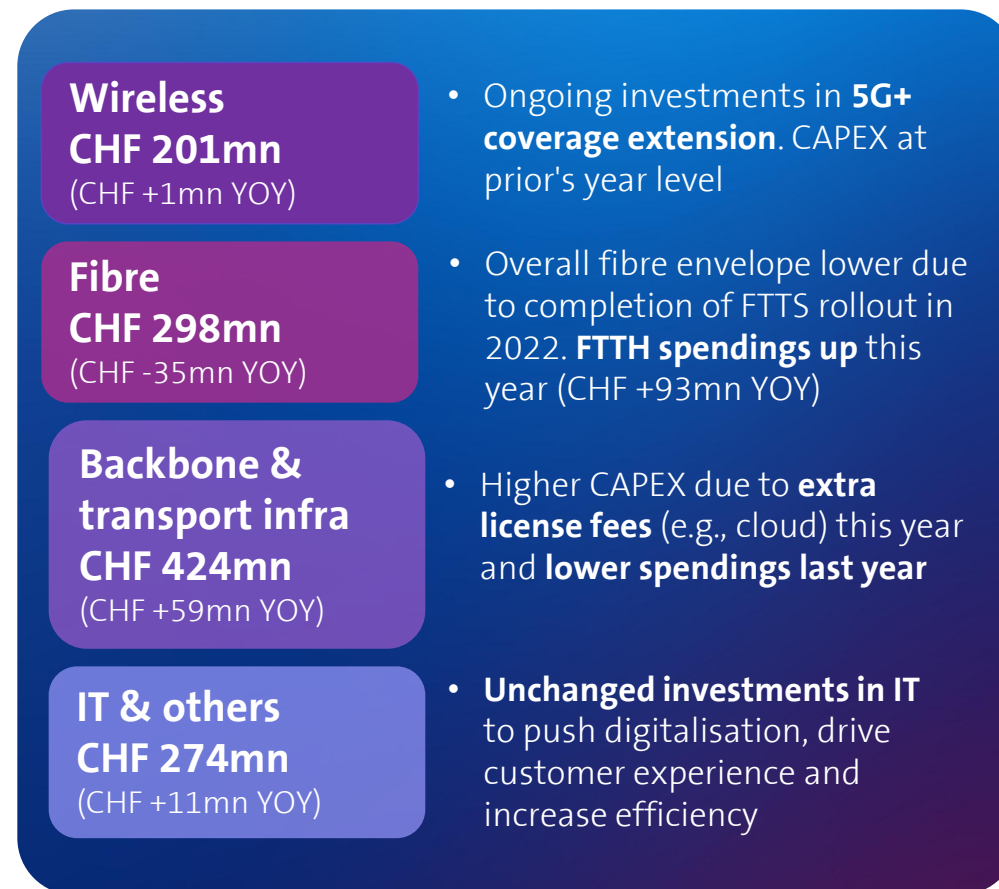 Wireless
CHF 201mn
(CHF +1mn YOY)
• Ongoing investments in 5G+
coverage extension. CAPEX at
prior's year level
Fibre
CHF 298mn
(CHF -35mn YOY)
• Overall fibre envelope lower due
to completion of FTTS rollout in
2022. FTTH spendings up this
year (CHF +93mn YOY)
Backbone &
transport infra
CHF 424mn
(CHF +59mn YOY)
• Higher CAPEX due to extra
license fees (e.g., cloud) this year
and lower spendings last year
IT & others
CHF 274mn
(CHF +11mn YOY)
• Unchanged investments in IT
to push digitalisation, drive
customer experience and
increase efficiency